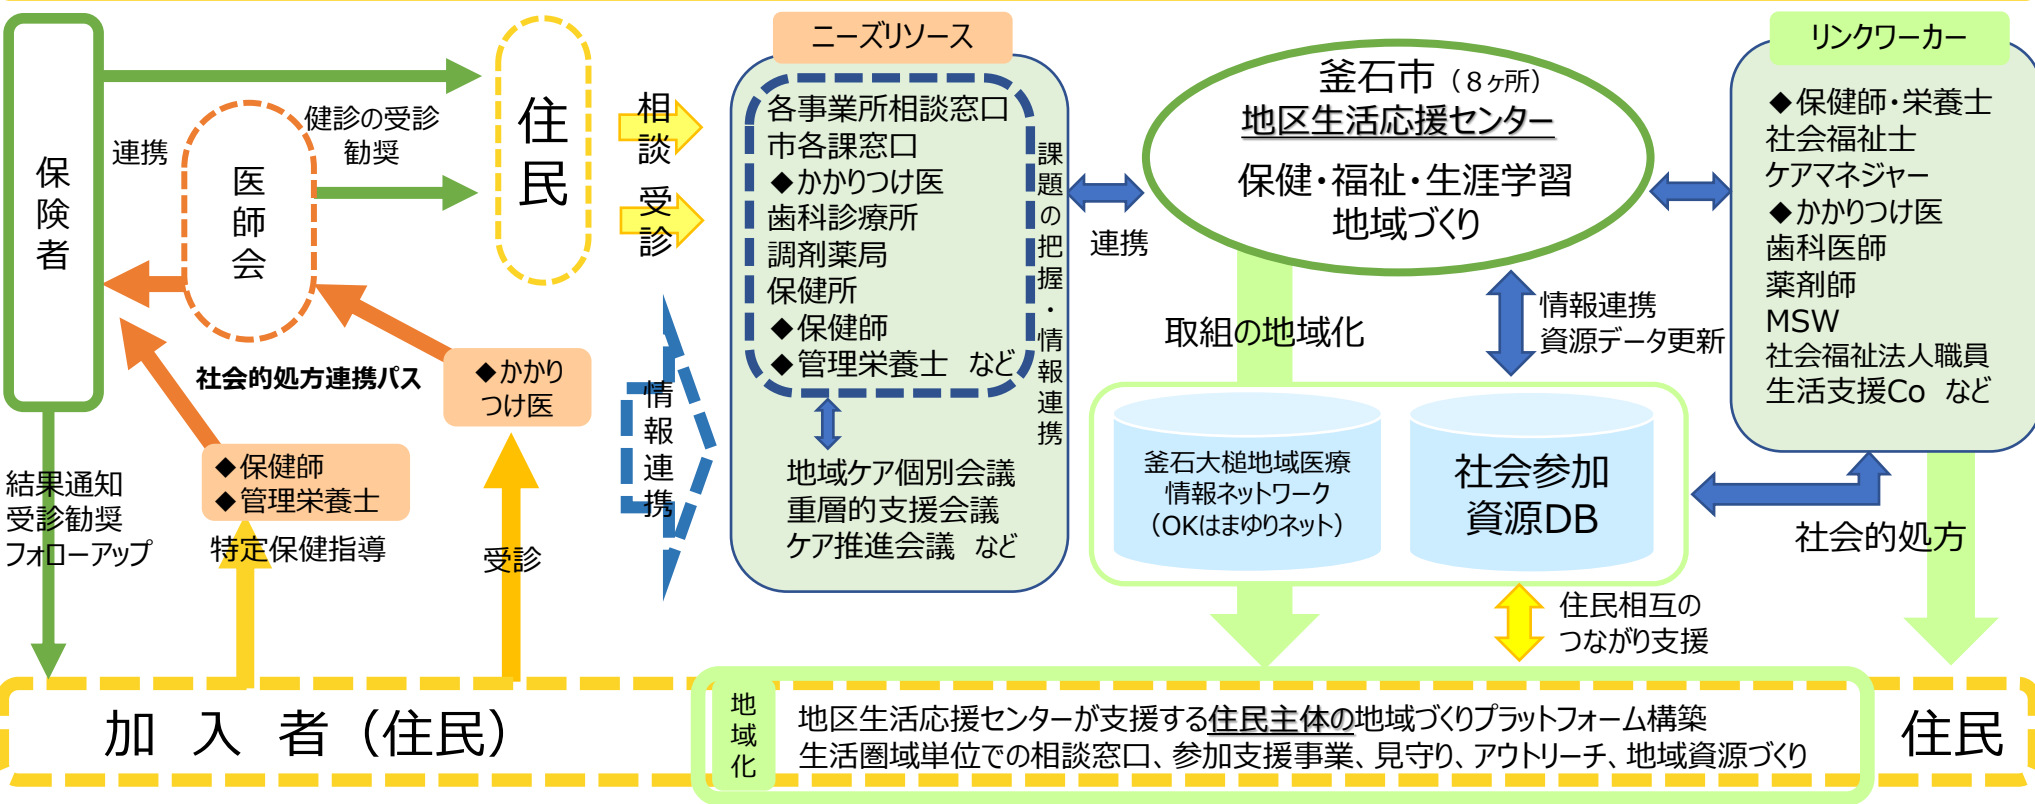 保険者
連携
医師会
健診の受診
勧奨
住民
相談
受診
社会的処方連携パス
◆かかり
つけ医
◆保健師
◆管理栄養士
特定保健指導
受診
結果通知
受診勧奨
フォローアップ
情報連携
ニーズリソース
各事業所相談窓口
市各課窓口
◆かかりつけ医
歯科診療所
調剤薬局
保健所
◆保健師
◆管理栄養士 など
課題の把握・情報連携
地域ケア個別会議
重層的支援会議
ケア推進会議 など
連携
釜石市（８ヶ所）
地区生活応援センター
保健・福祉・生涯学習
地域づくり
取組の地域化
情報連携
資源データ更新
釜石大槌地域医療
情報ネットワーク
（OKはまゆりネット）
社会参加
資源DB
リンクワーカー
◆保健師・栄養士
社会福祉士
ケアマネジャー
◆かかりつけ医
歯科医師
薬剤師
MSW
社会福祉法人職員
生活支援Co など
社会的処方
住民相互の
つながり支援
加入者（住民）
地域化
地区生活応援センターが支援する住民主体の地域づくりプラットフォーム構築
生活圏域単位での相談窓口、参加支援事業、見守り、アウトリーチ、地域資源づくり
住民